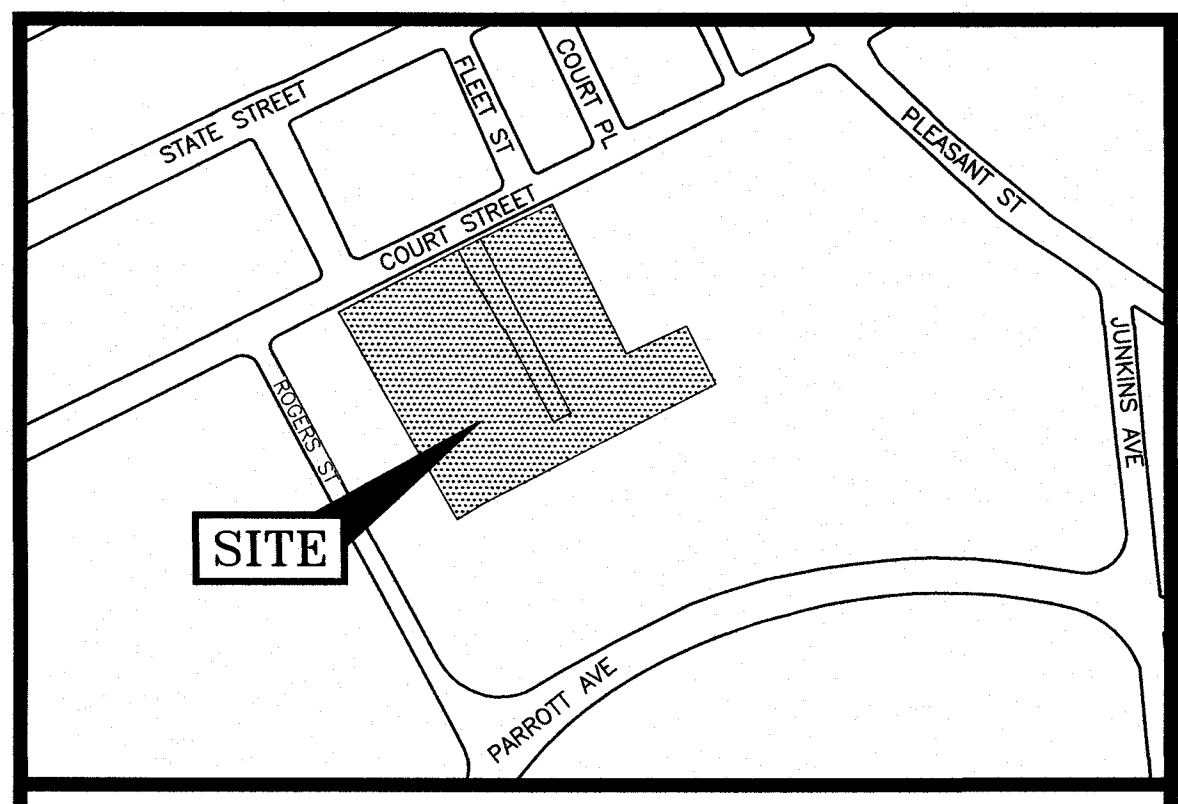 STATE STREET
FLEET ST
COURT PL
PLEASANT ST
COURT STREET
JUNKINS AVE
ROGERS ST
SITE
PARROTT AVE